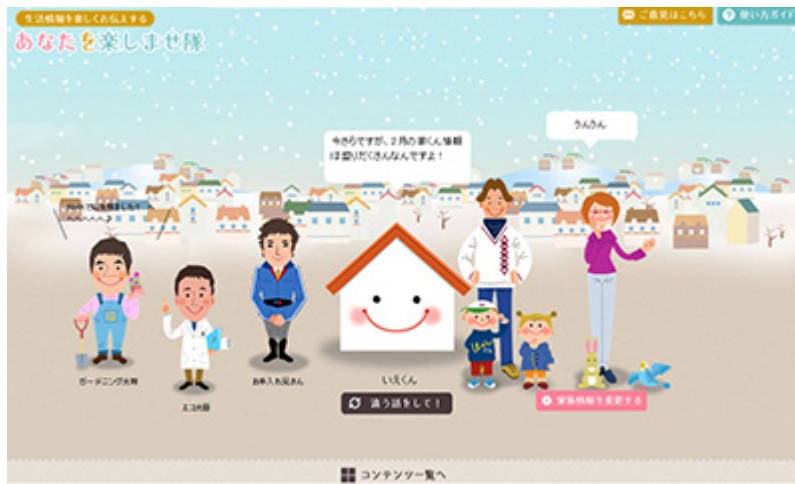 生活情報を楽しくお伝えする
あなたを楽しませ隊
ご意見はこちら
使い方ガイド
うんうん
今さらですが、2月の家くん情報
は盛りだくさんなんですよ！
ガーデニング大将
エコ大臣
お手入れ兄さん
いえくん
違う話をして！
家族情報を変更する
コンテンツ一覧へ